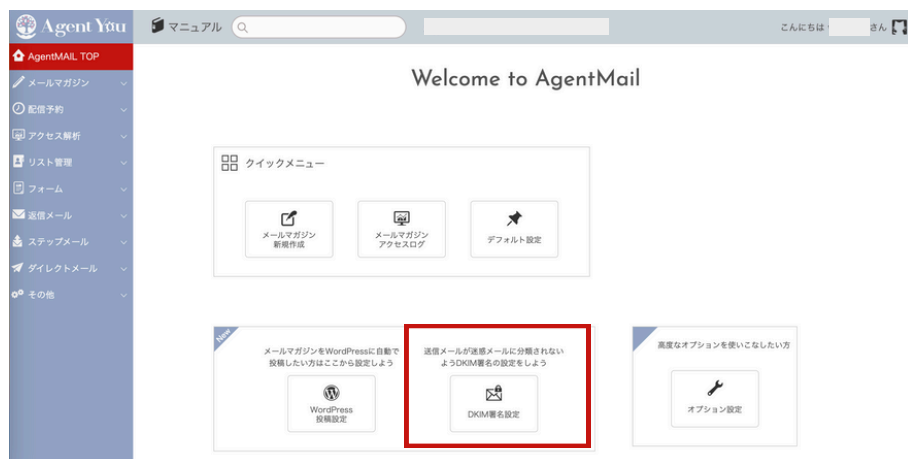 Agent You
マニュアル
こんにちは
さん
AgentMAIL TOP
メールマガジン
配信予約
アクセス解析
リスト管理
フォーム
返信メール
ステップメール
ダイレクトメール
その他
Welcome to AgentMail
クイックメニュー
メールマガジン
新規作成
メールマガジン
アクセスログ
デフォルト設定
New
メールマガジンをWordPressに自動で
投稿したい方はここから設定しよう
WordPress
投稿設定
送信メールが迷惑メールに分類されない
ようDKIM署名の設定をしよう
DKIM署名設定
高度なオプションを使いこなしたい方
オプション設定